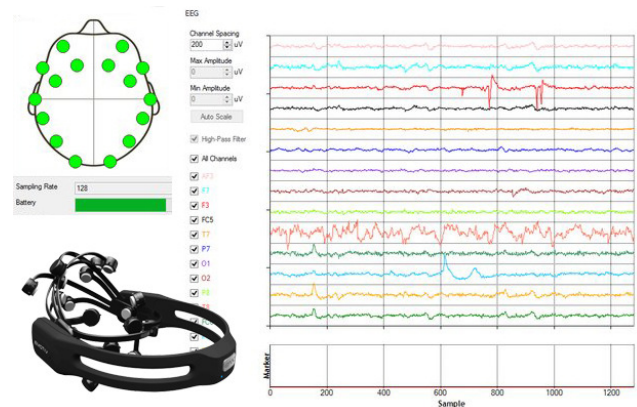 EEG
Channel Spacing
200 uV
Max Amplitude
0 uV
Min Amplitude
0 uV
Auto Scale
High-Pass Filter
All Channels
AF3
F7
F3
FC5
T7
P7
O1
O2
P8
T8
Sampling Rate 128
Battery
Marker
0 200 400 600 800 1000 1200
Sample